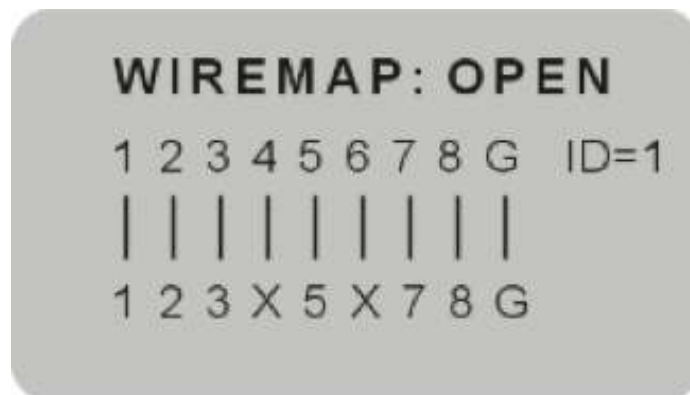 WIREMAP: OPEN
1 2 3 4 5 6 7 8 G ID=1
| | | | | | | | |
1 2 3 X 5 X 7 8 G